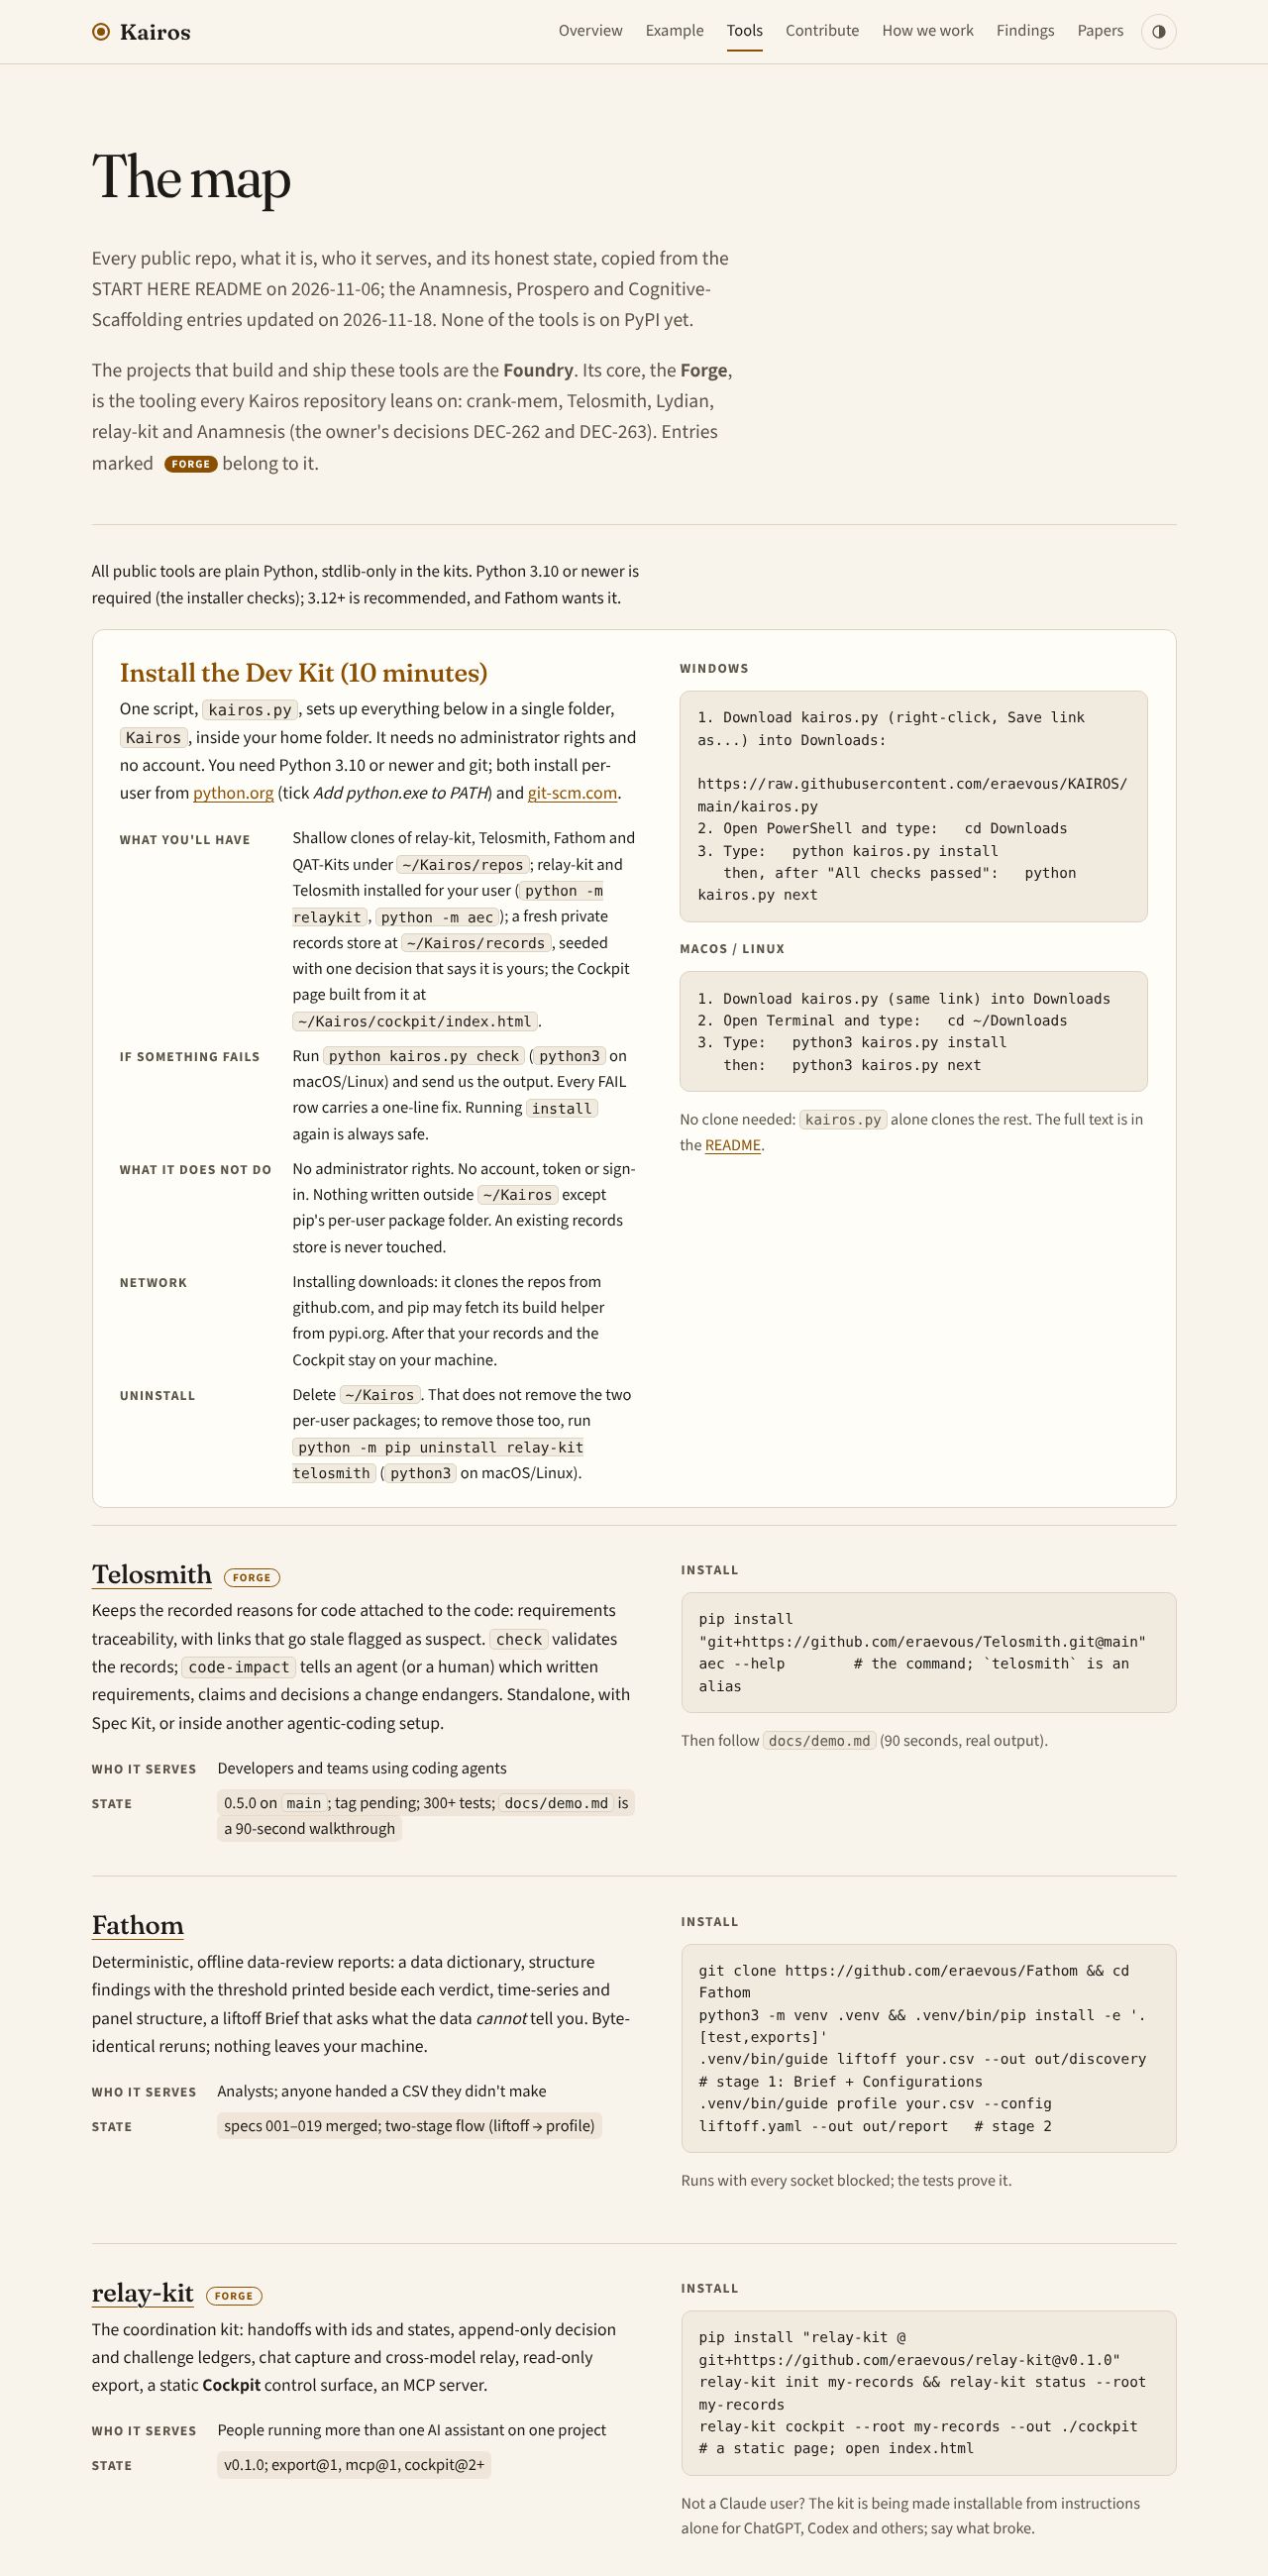 Kairos
Overview Example Tools Contribute How we work Findings Papers
The map
Every public repo, what it is, who it serves, and its honest state, copied from the
START HERE README on 2026-11-06; the Anamnesis, Prospero and Cognitive-
Scaffolding entries updated on 2026-11-18. None of the tools is on PyPI yet.
The projects that build and ship these tools are the Foundry. Its core, the Forge,
is the tooling every Kairos repository leans on: crank-mem, Telosmith, Lydian,
relay-kit and Anamnesis (the owner's decisions DEC-262 and DEC-263). Entries
marked FORGE belong to it.
All public tools are plain Python, stdlib-only in the kits. Python 3.10 or newer is
required (the installer checks); 3.12+ is recommended, and Fathom wants it.
Install the Dev Kit (10 minutes)
One script, kairos.py, sets up everything below in a single folder,
Kairos, inside your home folder. It needs no administrator rights and
no account. You need Python 3.10 or newer and git; both install per-
user from python.org (tick Add python.exe to PATH) and git-scm.com.
WHAT YOU'LL HAVE
Shallow clones of relay-kit, Telosmith, Fathom and
QAT-Kits under ~/Kairos/repos; relay-kit and
Telosmith installed for your user (python -m
relaykit, python -m aec); a fresh private
records store at ~/Kairos/records, seeded
with one decision that says it is yours; the Cockpit
page built from it at
~/Kairos/cockpit/index.html.
IF SOMETHING FAILS
Run python kairos.py check (python3 on
macOS/Linux) and send us the output. Every FAIL
row carries a one-line fix. Running install
again is always safe.
WHAT IT DOES NOT DO
No administrator rights. No account, token or sign-
in. Nothing written outside ~/Kairos except
pip's per-user package folder. An existing records
store is never touched.
NETWORK
Installing downloads: it clones the repos from
github.com, and pip may fetch its build helper
from pypi.org. After that your records and the
Cockpit stay on your machine.
UNINSTALL
Delete ~/Kairos. That does not remove the two
per-user packages; to remove those too, run
python -m pip uninstall relay-kit
telosmith (python3 on macOS/Linux).
WINDOWS
1. Download kairos.py (right-click, Save link
as...) into Downloads:
https://raw.githubusercontent.com/eraevous/KAIROS/
main/kairos.py
2. Open PowerShell and type:   cd Downloads
3. Type:   python kairos.py install
then, after "All checks passed":   python
kairos.py next
MACOS / LINUX
1. Download kairos.py (same link) into Downloads
2. Open Terminal and type:   cd ~/Downloads
3. Type:   python3 kairos.py install
then:   python3 kairos.py next
No clone needed: kairos.py alone clones the rest. The full text is in
the README.
Telosmith FORGE
Keeps the recorded reasons for code attached to the code: requirements
traceability, with links that go stale flagged as suspect. check validates
the records; code-impact tells an agent (or a human) which written
requirements, claims and decisions a change endangers. Standalone, with
Spec Kit, or inside another agentic-coding setup.
WHO IT SERVES Developers and teams using coding agents
STATE 0.5.0 on main; tag pending; 300+ tests; docs/demo.md is
a 90-second walkthrough
INSTALL
pip install
"git+https://github.com/eraevous/Telosmith.git@main"
aec --help        # the command; `telosmith` is an
alias
Then follow docs/demo.md (90 seconds, real output).
Fathom
Deterministic, offline data-review reports: a data dictionary, structure
findings with the threshold printed beside each verdict, time-series and
panel structure, a liftoff Brief that asks what the data cannot tell you. Byte-
identical reruns; nothing leaves your machine.
WHO IT SERVES Analysts; anyone handed a CSV they didn't make
STATE specs 001–019 merged; two-stage flow (liftoff → profile)
INSTALL
git clone https://github.com/eraevous/Fathom && cd
Fathom
python3 -m venv .venv && .venv/bin/pip install -e '.
[test,exports]'
.venv/bin/guide liftoff your.csv --out out/discovery
# stage 1: Brief + Configurations
.venv/bin/guide profile your.csv --config
liftoff.yaml --out out/report   # stage 2
Runs with every socket blocked; the tests prove it.
relay-kit FORGE
The coordination kit: handoffs with ids and states, append-only decision
and challenge ledgers, chat capture and cross-model relay, read-only
export, a static Cockpit control surface, an MCP server.
WHO IT SERVES People running more than one AI assistant on one project
STATE v0.1.0; export@1, mcp@1, cockpit@2+
INSTALL
pip install "relay-kit @
git+https://github.com/eraevous/relay-kit@v0.1.0"
relay-kit init my-records && relay-kit status --root
my-records
relay-kit cockpit --root my-records --out ./cockpit
# a static page; open index.html
Not a Claude user? The kit is being made installable from instructions
alone for ChatGPT, Codex and others; say what broke.